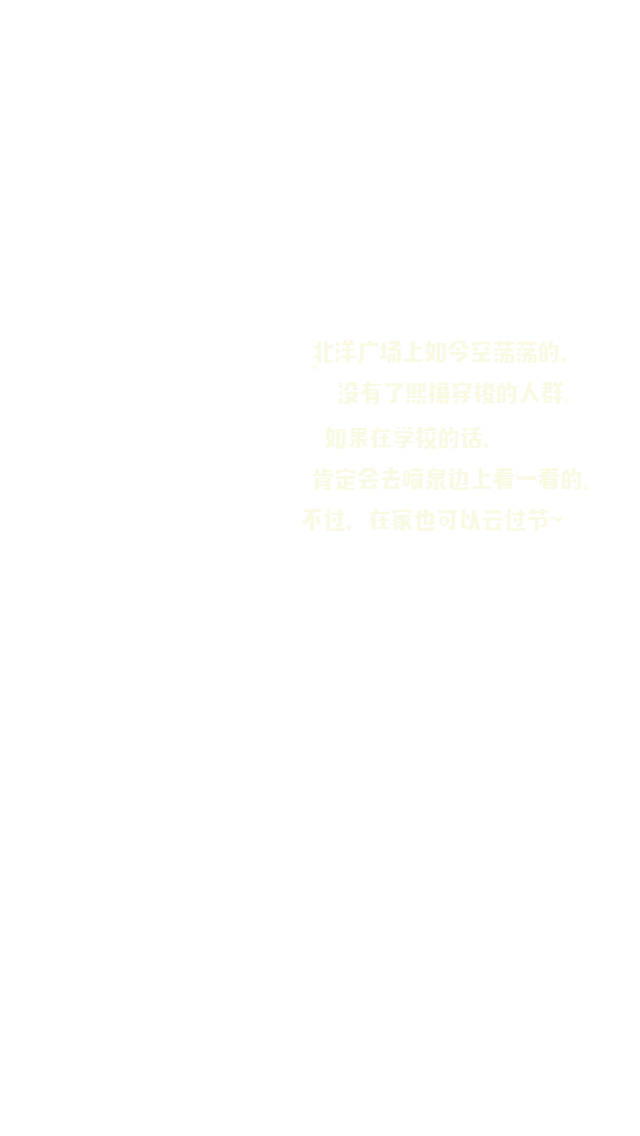 北洋广场上如今空荡荡的，
没有了熙攘穿梭的人群，
如果在学校的话，
肯定会去喷泉边上看一看的，
不过，在家也可以云过节~